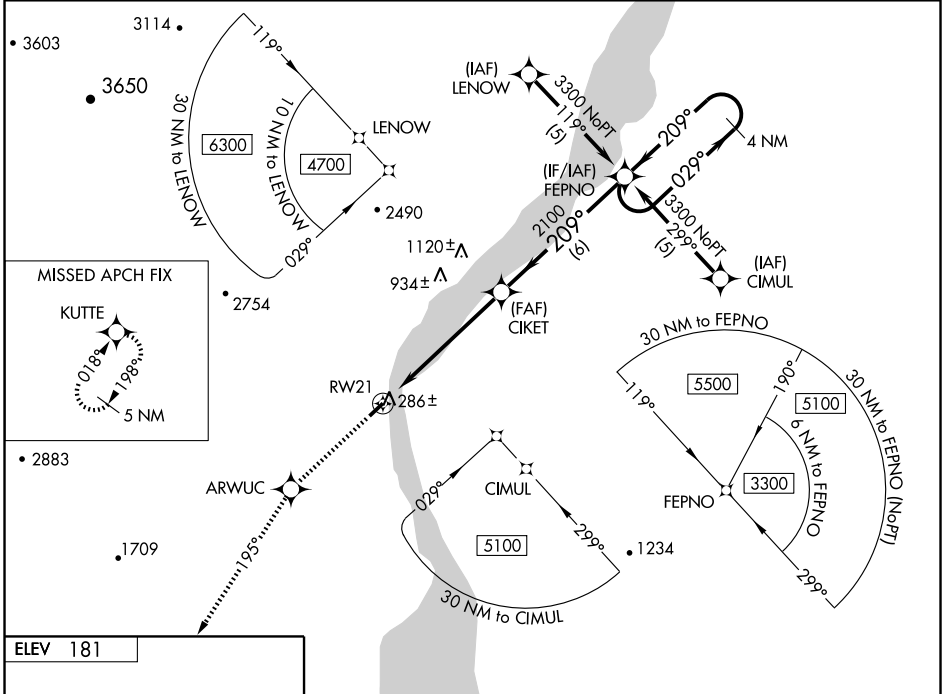 3603
3114
3650
119°
30 NM to LENOW
6300
10 NM to LENOW
4700
LENOW
029°
2490
(IAF)
LENOW
3300 NoPT
119°
(5)
209°
029°
4 NM
(IF/IAF)
FEPNO
3300 NoPT
299°
(5)
(IAF)
CIMUL
2100
209°
(6)
1120±
934±
(FAF)
CIKET
MISSED APCH FIX
KUTTE
018°
198°
5 NM
2754
RW21
286±
2883
ARWUC
195°
1709
029°
CIMUL
299°
5100
30 NM to CIMUL
1234
30 NM to FEPNO
5500
119°
190°
5100
30 NM to FEPNO (NoPT)
6 NM to FEPNO
3300
FEPNO
299°
ELEV 181